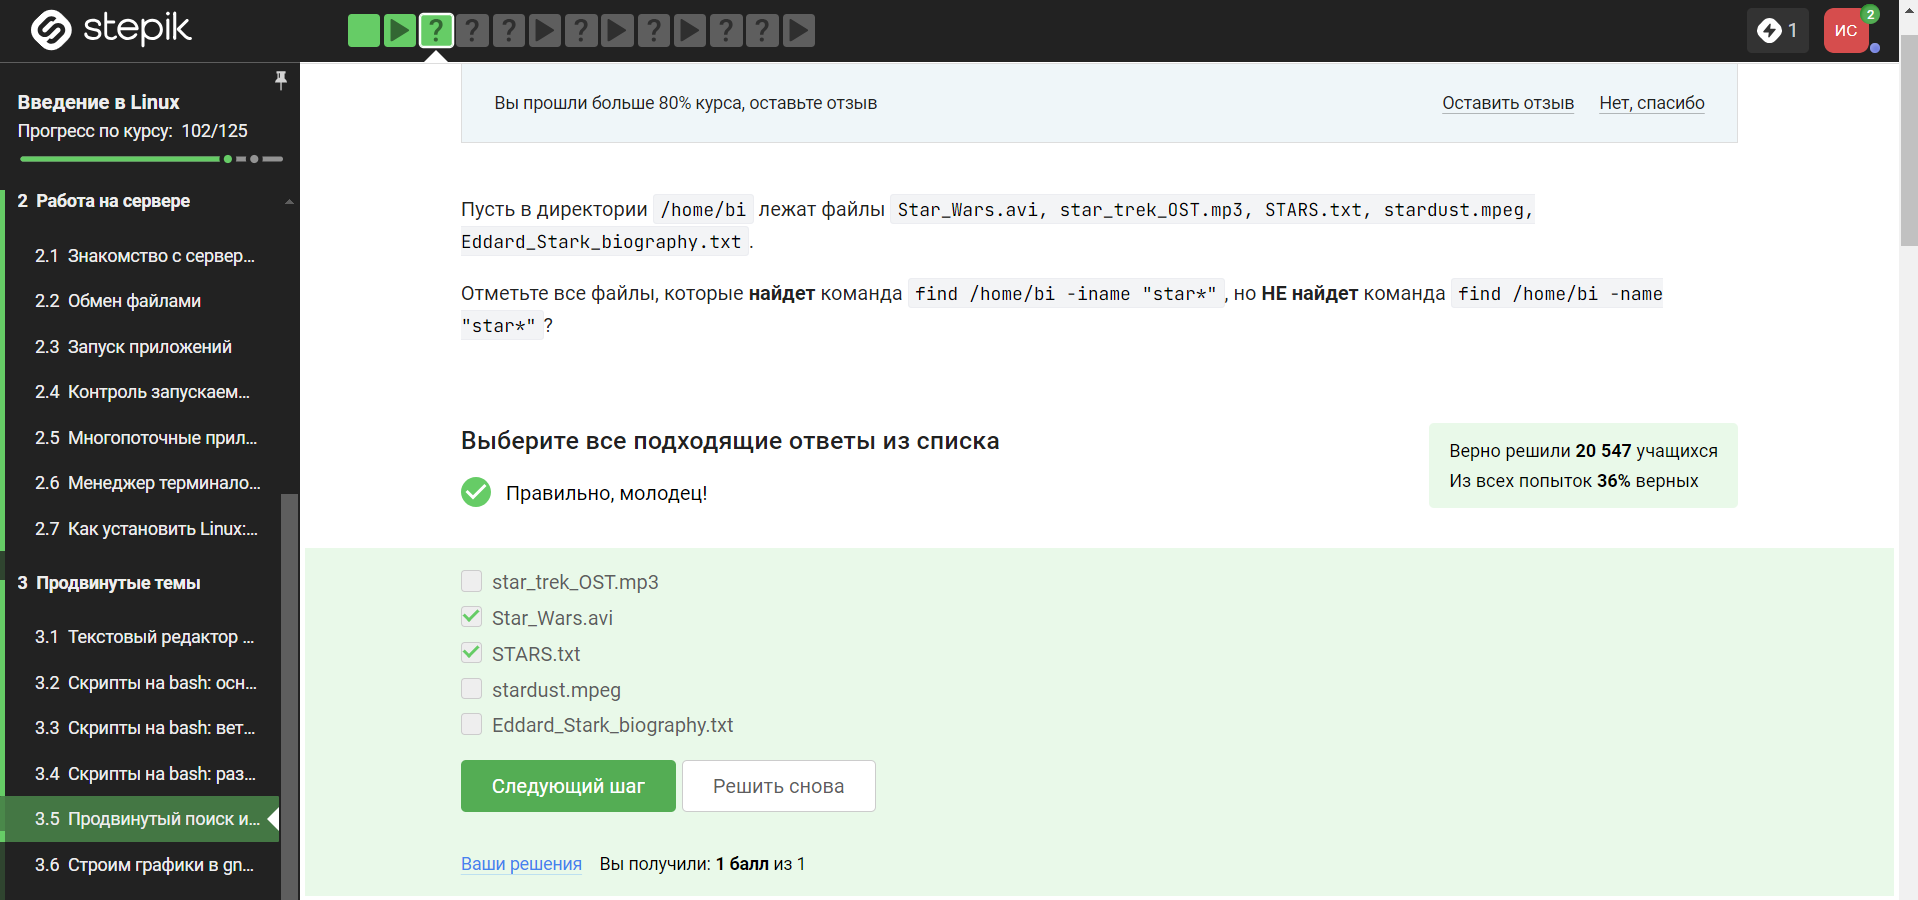 stepik
? ? ? ? ? ? ?
1
ИС
2
Введение в Linux
Прогресс по курсу: 102/125
2 Работа на сервере
2.1 Знакомство с сервер...
2.2 Обмен файлами
2.3 Запуск приложений
2.4 Контроль запускаем...
2.5 Многопоточные прил...
2.6 Менеджер терминало...
2.7 Как установить Linux:...
3 Продвинутые темы
3.1 Текстовый редактор ...
3.2 Скрипты на bash: осн...
3.3 Скрипты на bash: вет...
3.4 Скрипты на bash: раз...
3.5 Продвинутый поиск и...
3.6 Строим графики в gn...
Вы прошли больше 80% курса, оставьте отзыв
Оставить отзыв Нет, спасибо
Пусть в директории /home/bi лежат файлы Star_Wars.avi, star_trek_OST.mp3, STARS.txt, stardust.mpeg,
Eddard_Stark_biography.txt .
Отметьте все файлы, которые найдет команда find /home/bi -iname "star*" , но НЕ найдет команда find /home/bi -name
"star*" ?
Выберите все подходящие ответы из списка
Правильно, молодец!
Верно решили 20 547 учащихся
Из всех попыток 36% верных
star_trek_OST.mp3
Star_Wars.avi
STARS.txt
stardust.mpeg
Eddard_Stark_biography.txt
Следующий шаг Решить снова
Ваши решения Вы получили: 1 балл из 1